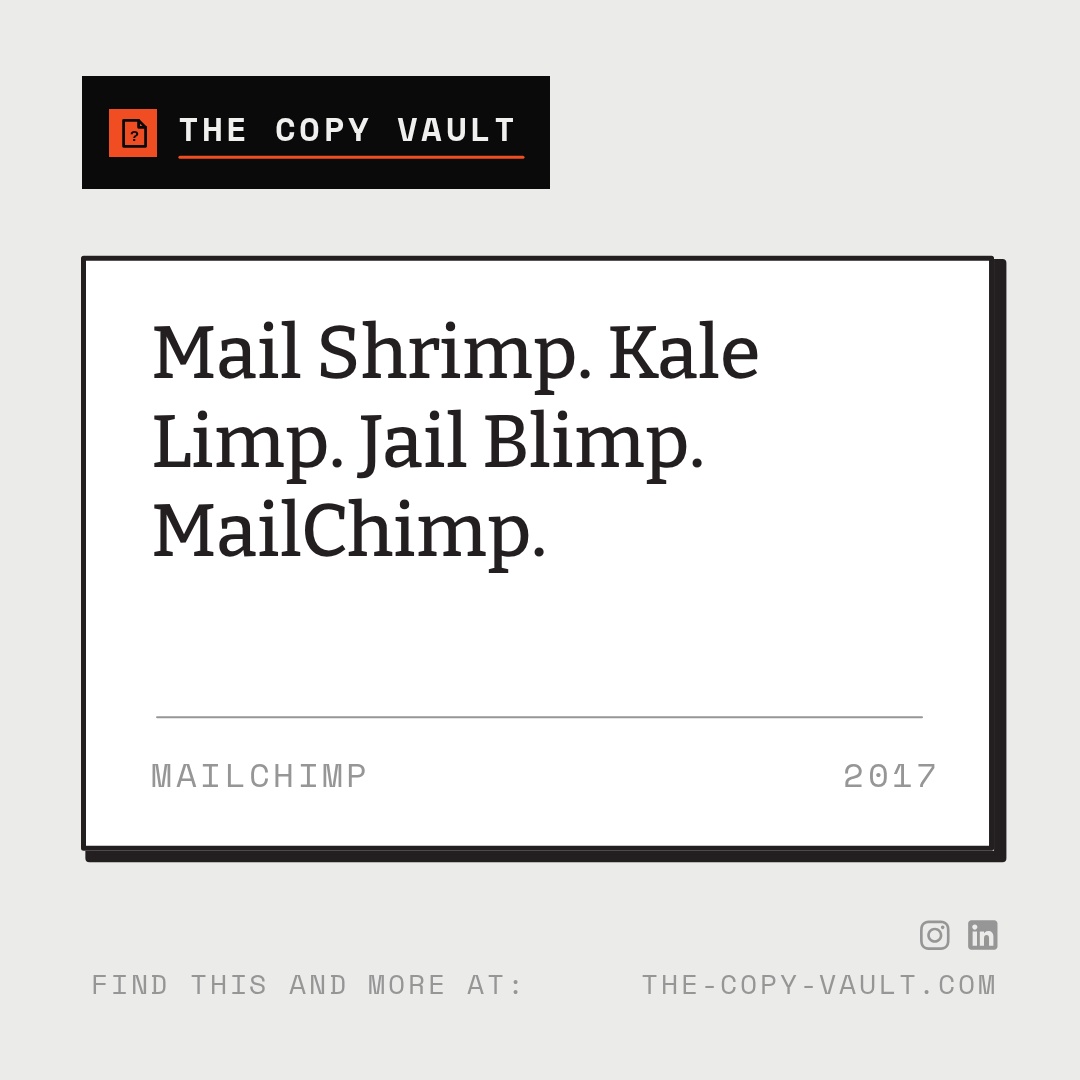 THE COPY VAULT
Mail Shrimp. Kale
Limp. Jail Blimp.
MailChimp.
MAILCHIMP 2017
FIND THIS AND MORE AT: THE-COPY-VAULT.COM